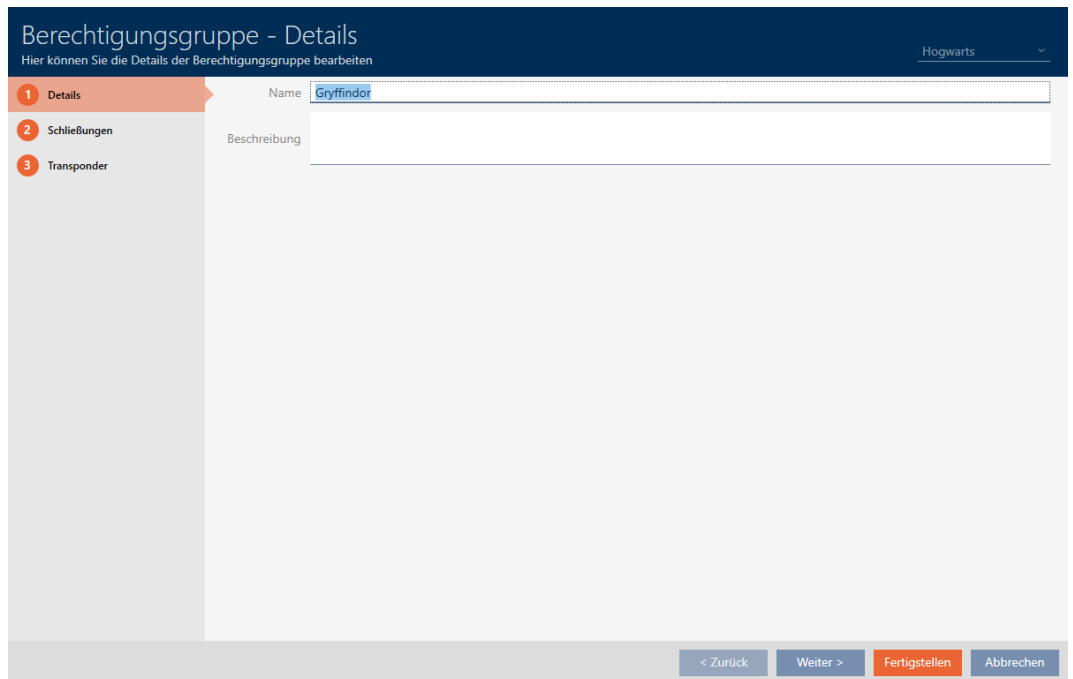 Berechtigungsgruppe - Details
Hier können Sie die Details der Berechtigungsgruppe bearbeiten
Hogwarts
1 Details
2 Schließungen
3 Transponder
Name Gryffindor
Beschreibung
< Zurück Weiter > Fertigstellen Abbrechen